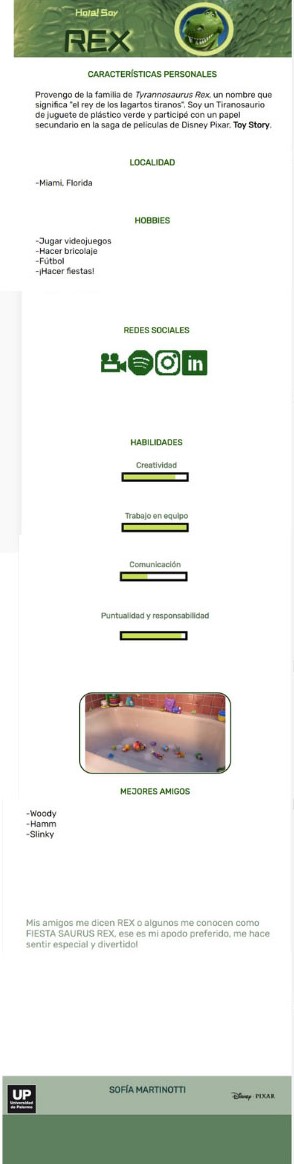 Hola! Soy
REX
CARACTERÍSTICAS PERSONALES
Provengo de la familia de Tyrannosaurus Rex, un nombre que
significa "el rey de los lagartos tiranos". Soy un Tiranosaurio
de juguete de plástico verde y participé con un papel
secundario en la saga de películas de Disney Pixar, Toy Story.
LOCALIDAD
-Miami, Florida
HOBBIES
-Jugar videojuegos
-Hacer bricolaje
-Fútbol
-¡Hacer fiestas!
REDES SOCIALES
in
HABILIDADES
Creatividad
Trabajo en equipo
Comunicación
Puntualidad y responsabilidad
MEJORES AMIGOS
-Woody
-Hamm
-Slinky
Mis amigos me dicen REX o algunos me conocen como
FIESTA SAURUS REX, ese es mi apodo preferido, me hace
sentir especial y divertido!
UP
Universidad
de Palermo
SOFÍA MARTINOTTI
Disney PIXAR